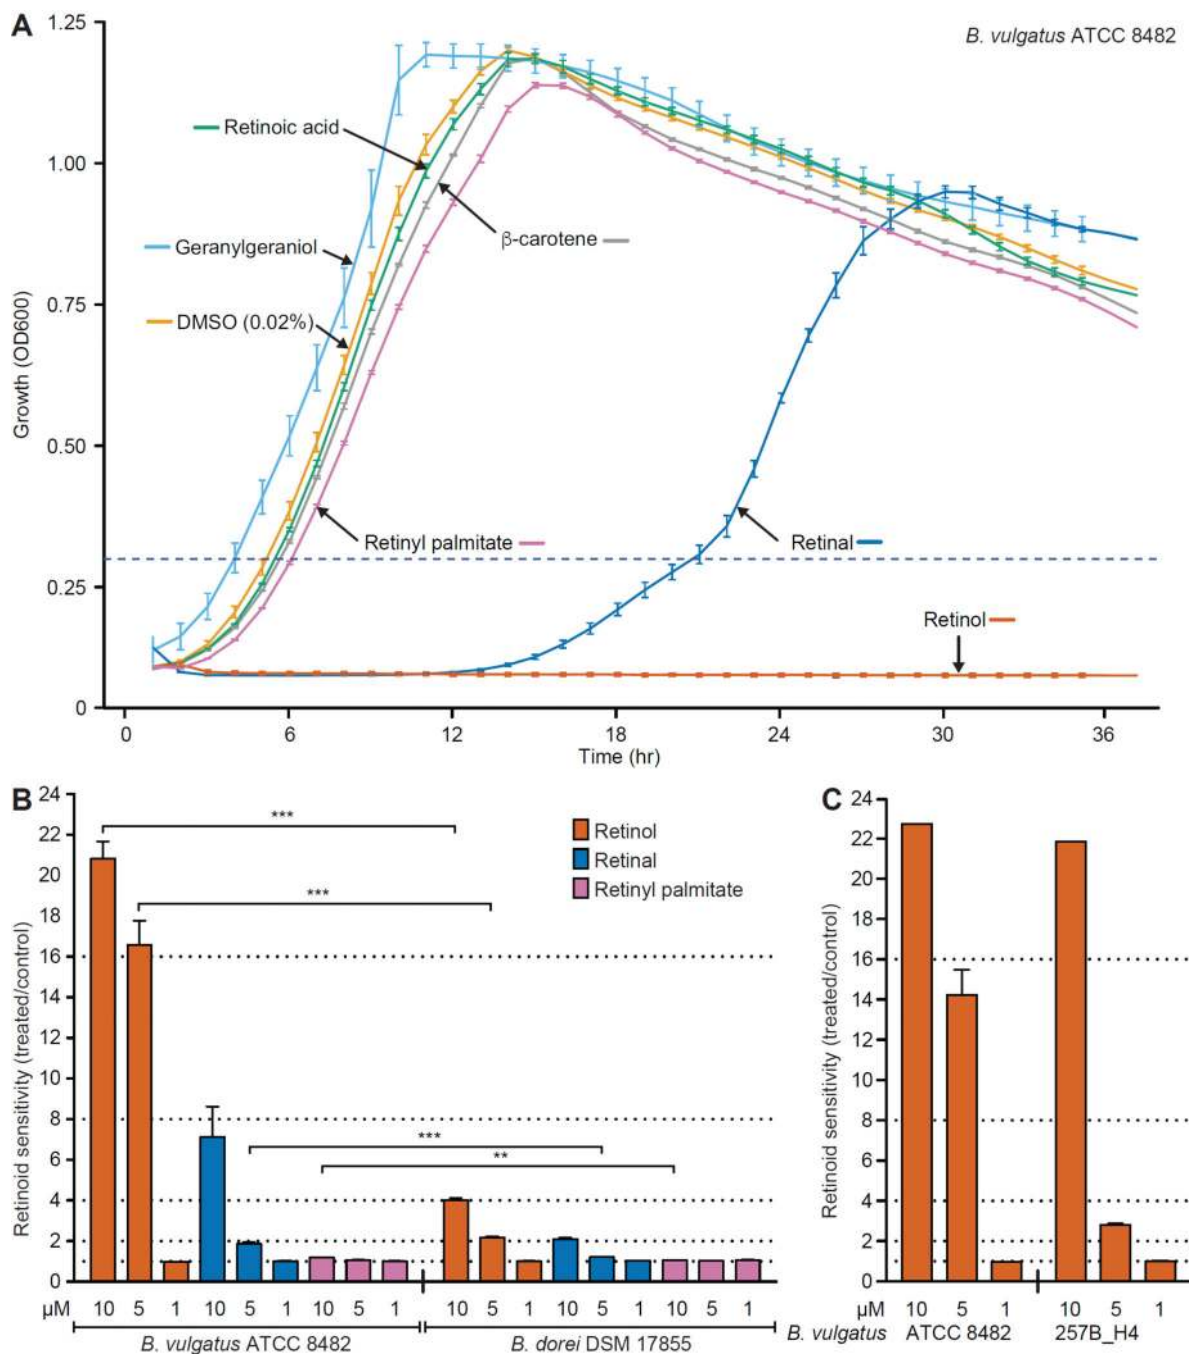 A
B. vulgatus ATCC 8482
1.25
1.00
0.75
0.50
0.25
0
Growth (OD600)
Retinoic acid
Geranylgeraniol
β-carotene
DMSO (0.02%)
Retinyl palmitate
Retinal
Retinol
0 6 12 18 24 30 36
Time (hr)
B
24
22
20
18
16
14
12
10
8
6
4
2
1
0
Retinoid sensitivity (treated/control)
***
***
***
**
Retinol
Retinal
Retinyl palmitate
µM 10 5 1 10 5 1 10 5 1 10 5 1 10 5 1 10 5 1
B. vulgatus ATCC 8482 B. dorei DSM 17855
C
24
22
20
18
16
14
12
10
8
6
4
2
1
0
Retinoid sensitivity (treated/control)
µM 10 5 1 10 5 1
B. vulgatus ATCC 8482 257B_H4